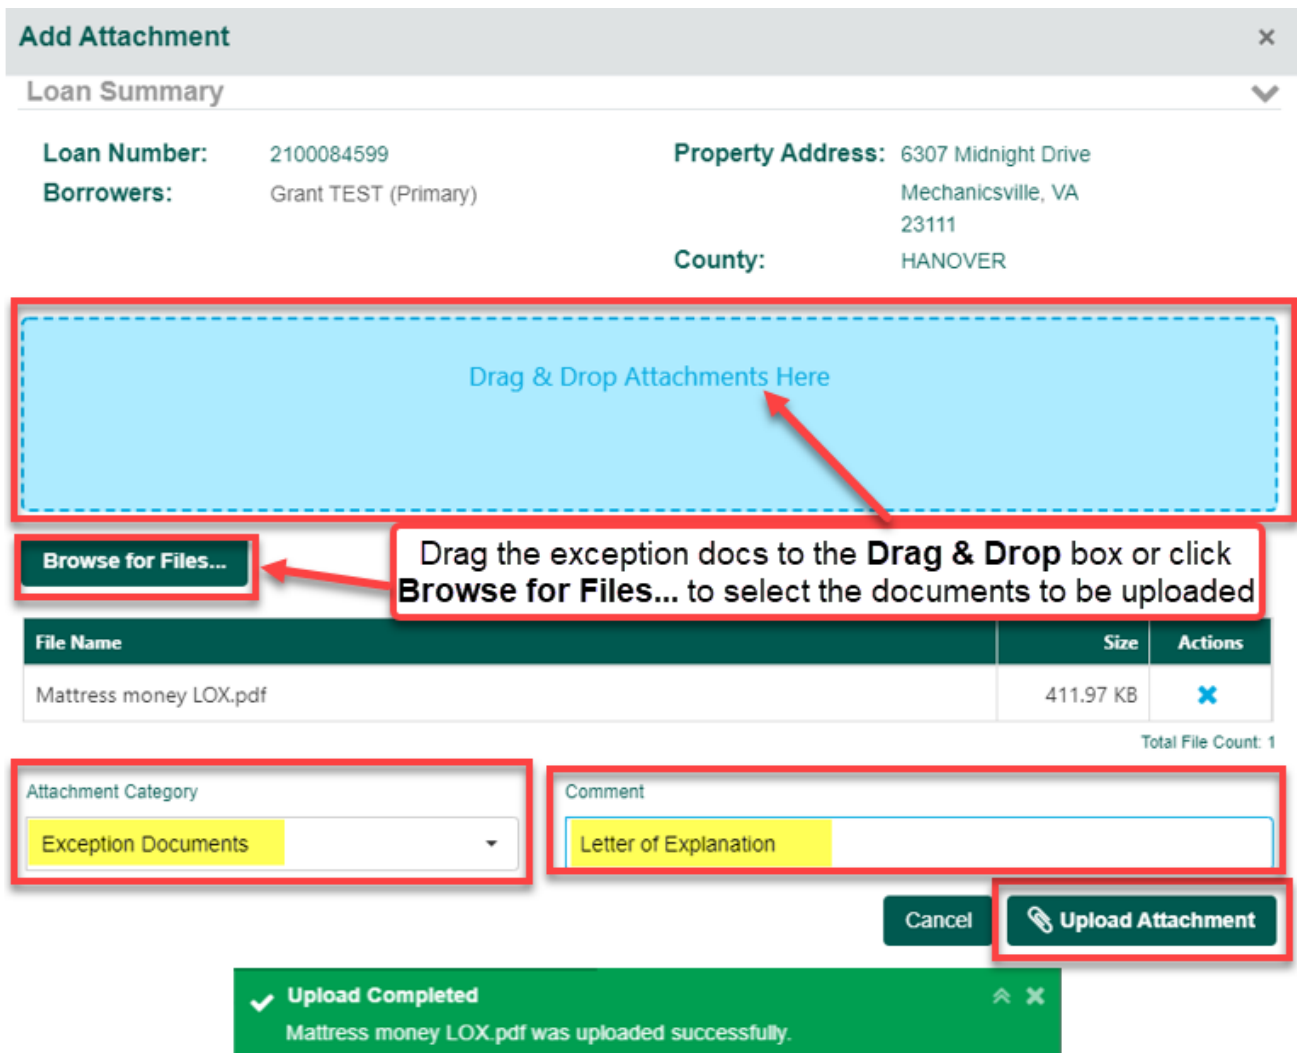 Add Attachment
Loan Summary
Loan Number: 2100084599 Property Address: 6307 Midnight Drive
Borrowers: Grant TEST (Primary) Mechanicsville, VA
23111
County: HANOVER
Drag & Drop Attachments Here
Browse for Files...
Drag the exception docs to the Drag & Drop box or click
Browse for Files... to select the documents to be uploaded
File Name Size Actions
Mattress money LOX.pdf 411.97 KB
Total File Count: 1
Attachment Category Comment
Exception Documents Letter of Explanation
Cancel Upload Attachment
Upload Completed
Mattress money LOX.pdf was uploaded successfully.